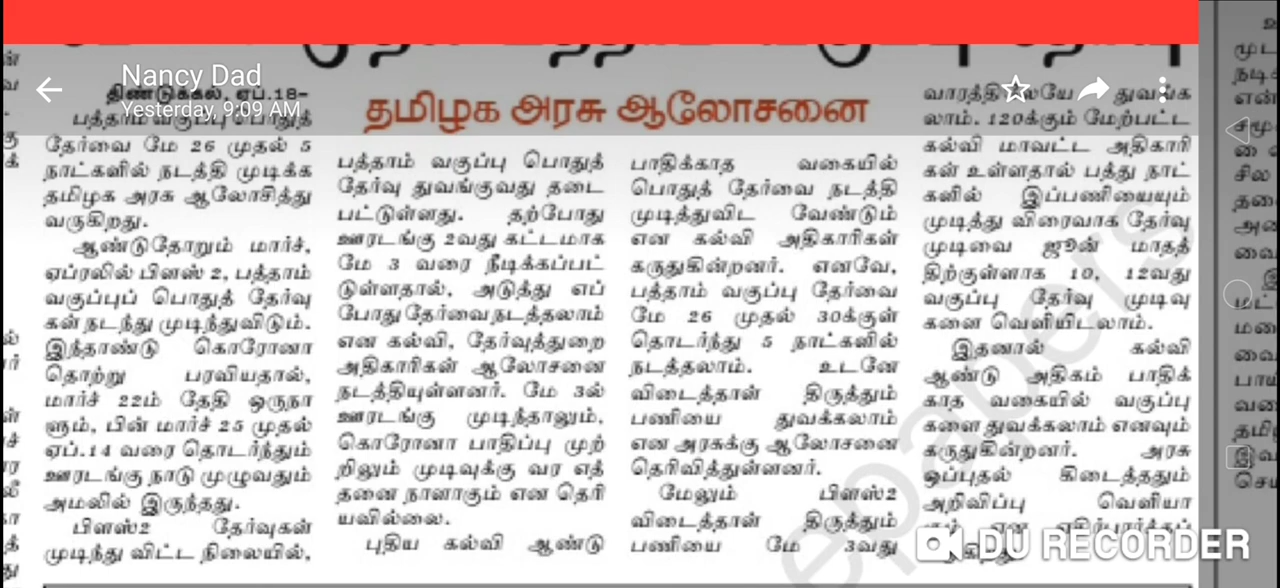 Nancy Dad
Yesterday, 9:09 AM
தமிழக அரசு ஆலோசனை
திண்டுக்கல், ஏப்.18-
பத்தாம் வகுப்பு பொதுத்
தேர்வை மே 26 முதல் 5
நாட்களில் நடத்தி முடிக்க
தமிழக அரசு ஆலோசித்து
வருகிறது.
ஆண்டுதோறும் மார்ச்,
ஏப்ரலில் பிளஸ் 2, பத்தாம்
வகுப்புப் பொதுத் தேர்வு
கள் நடந்து முடிந்துவிடும்.
இந்தாண்டு கொரோனா
தொற்று பரவியதால்,
மார்ச் 22ம் தேதி ஒருநா
ளும், பின் மார்ச் 25 முதல்
ஏப்.14 வரை தொடர்ந்தும்
ஊரடங்கு நாடு முழுவதும்
அமலில் இருந்தது.
பிளஸ்2 தேர்வுகள்
முடிந்து விட்ட நிலையில்,
பத்தாம் வகுப்பு பொதுத்
தேர்வு துவங்குவது தடை
பட்டுள்ளது. தற்போது
ஊரடங்கு 2வது கட்டமாக
மே 3 வரை நீடிக்கப்பட்
டுள்ளதால், அடுத்து எப்
போது தேர்வை நடத்தலாம்
என கல்வி, தேர்வுத்துறை
அதிகாரிகள் ஆலோசனை
நடத்தியுள்ளனர். மே 3ல்
ஊரடங்கு முடிந்தாலும்,
கொரோனா பாதிப்பு முற்
றிலும் முடிவுக்கு வர எத்
தனை நாளாகும் என தெரி
யவில்லை.
புதிய கல்வி ஆண்டு
பாதிக்காத வகையில்
பொதுத் தேர்வை நடத்தி
முடித்துவிட வேண்டும்
என கல்வி அதிகாரிகள்
கருதுகின்றனர். எனவே,
பத்தாம் வகுப்பு தேர்வை
மே 26 முதல் 30க்குள்
தொடர்ந்து 5 நாட்களில்
நடத்தலாம். உடனே
விடைத்தாள் திருத்தும்
பணியை துவக்கலாம்
என அரசுக்கு ஆலோசனை
தெரிவித்துள்ளனர்.
மேலும் பிளஸ்2
விடைத்தாள் திருத்தும்
பணியை மே 3வது
துவங்க
லாம். 120க்கும் மேற்பட்ட
கல்வி மாவட்ட அதிகாரி
கள் உள்ளதால் பத்து நாட்
களில் இப்பணியையும்
முடித்து விரைவாக தேர்வு
முடிவை ஜூன் மாதத்
திற்குள்ளாக 10, 12வது
வகுப்பு தேர்வு முடிவு
களை வெளியிடலாம்.
இதனால் கல்வி
ஆண்டு அதிகம் பாதிக்
காத வகையில் வகுப்பு
களை துவக்கலாம் எனவும்
கருதுகின்றனர். அரசு
ஒப்புதல் கிடைத்ததும்
அறிவிப்பு வெளியா
epapers
DU RECORDER